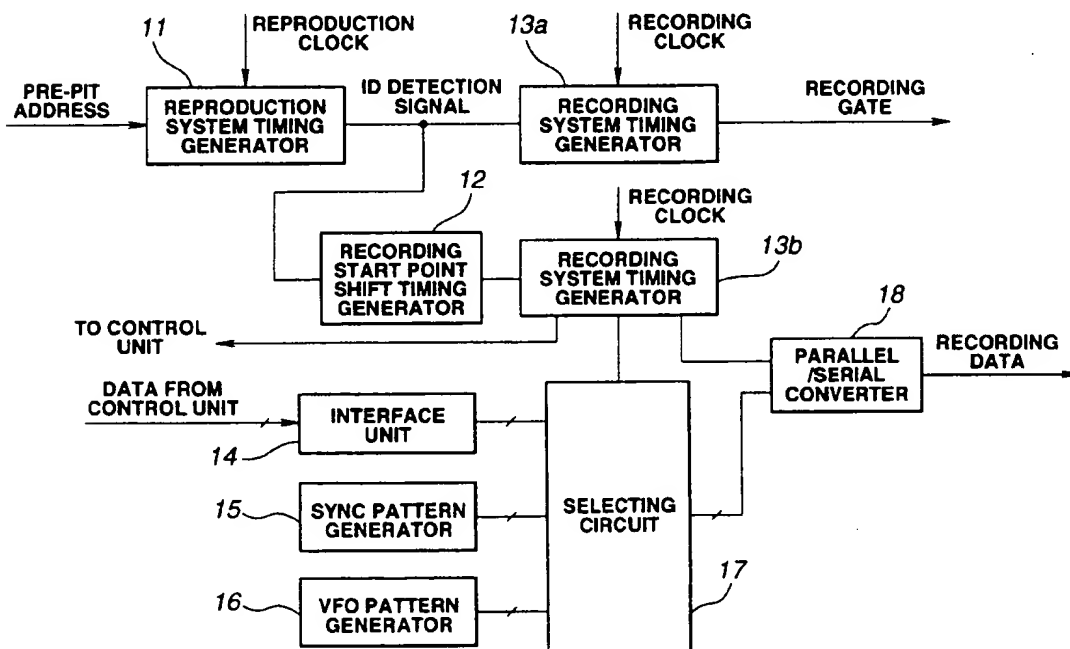 11
REPRODUCTION
CLOCK
13a
RECORDING
CLOCK
PRE-PIT
ADDRESS
REPRODUCTION
SYSTEM TIMING
GENERATOR
ID DETECTION
SIGNAL
RECORDING
SYSTEM TIMING
GENERATOR
RECORDING
GATE
12
RECORDING
CLOCK
RECORDING
START POINT
SHIFT TIMING
GENERATOR
RECORDING
SYSTEM TIMING
GENERATOR
13b
18
TO CONTROL
UNIT
PARALLEL
/SERIAL
CONVERTER
RECORDING
DATA
DATA FROM
CONTROL UNIT
INTERFACE
UNIT
14
15
SYNC PATTERN
GENERATOR
SELECTING
CIRCUIT
16
VFO PATTERN
GENERATOR
17